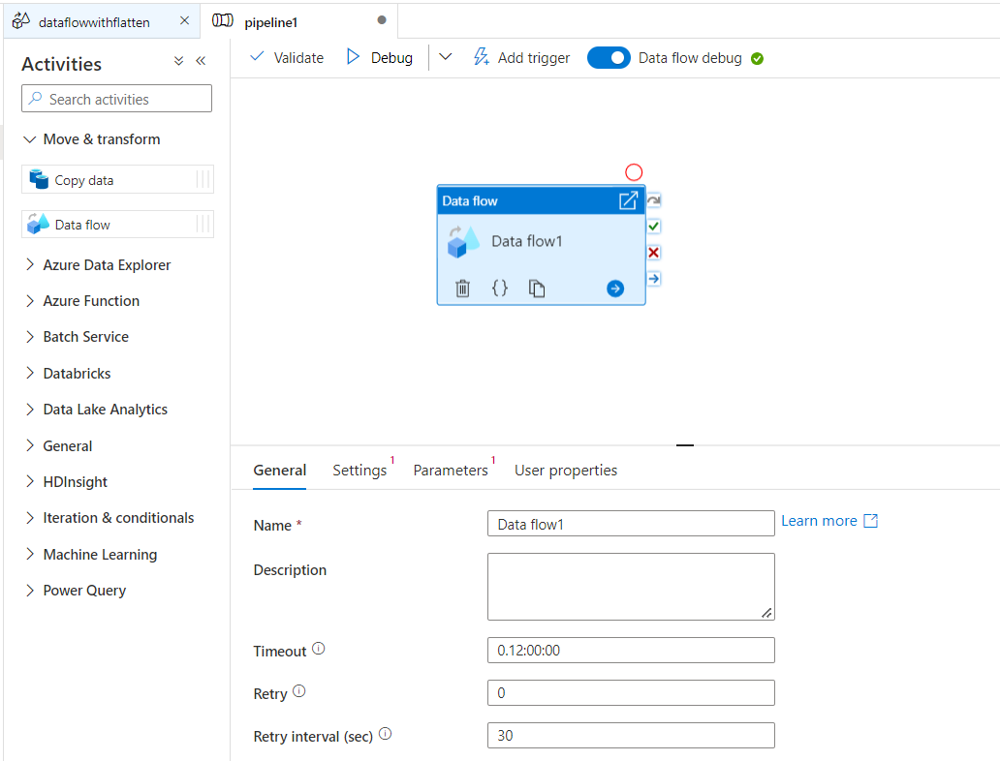 dataflowwithflatten
pipeline1
Activities
Search activities
Move & transform
Copy data
Data flow
Azure Data Explorer
Azure Function
Batch Service
Databricks
Data Lake Analytics
General
HDInsight
Iteration & conditionals
Machine Learning
Power Query
Validate
Debug
Add trigger
Data flow debug
Data flow
Data flow1
{}
General
Settings 1
Parameters 1
User properties
Name *
Data flow1
Learn more
Description
Timeout
0.12:00:00
Retry
0
Retry interval (sec)
30